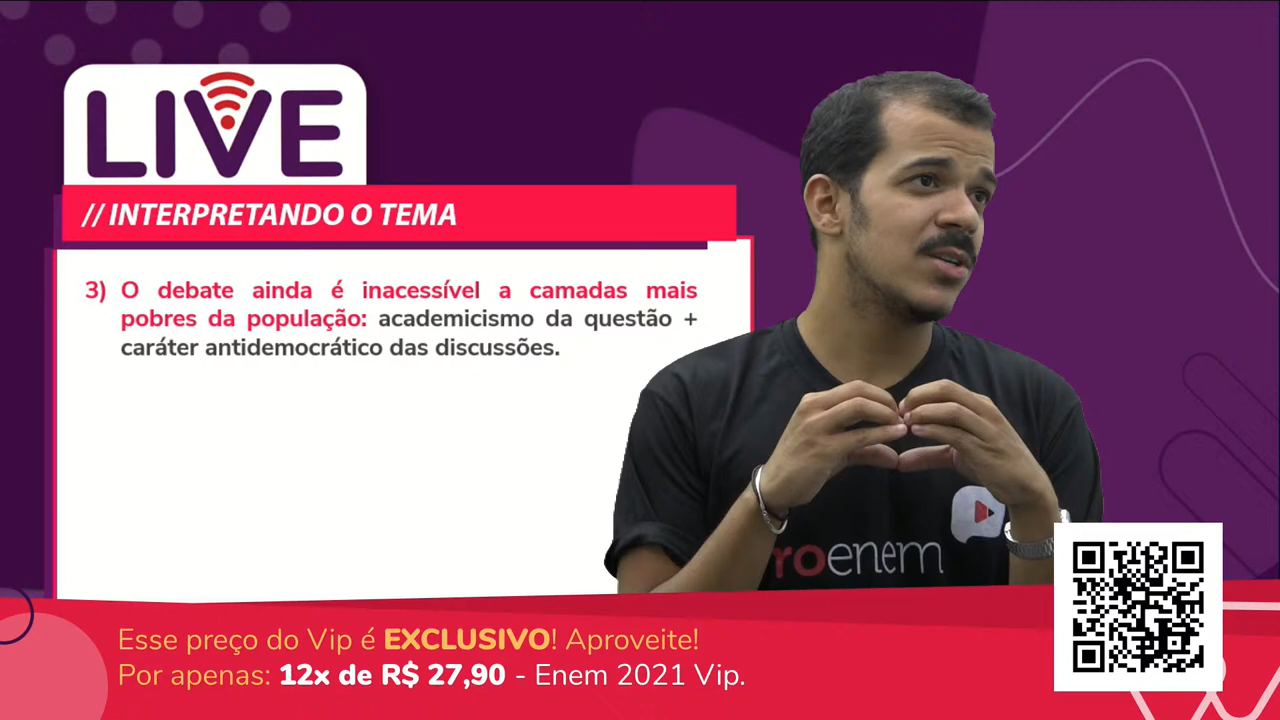 LIVE
// INTERPRETANDO O TEMA
3) O debate ainda é inacessível a camadas mais
pobres da população: academicismo da questão +
caráter antidemocrático das discussões.
roenem
Esse preço do Vip é EXCLUSIVO! Aproveite!
Por apenas: 12x de R$ 27,90 - Enem 2021 Vip.